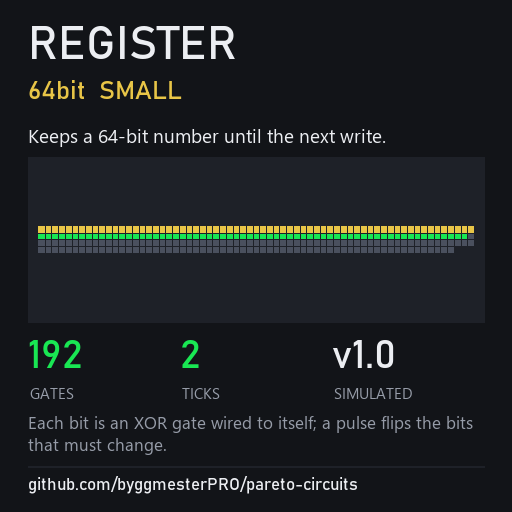 REGISTER
64bit SMALL
Keeps a 64-bit number until the next write.
192 2 v1.0
GATES TICKS SIMULATED
Each bit is an XOR gate wired to itself; a pulse flips the bits
that must change.
github.com/byggmesterPRO/pareto-circuits